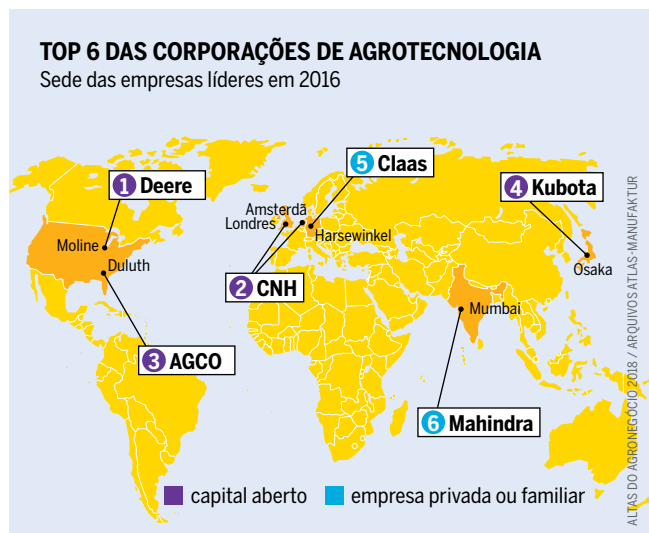 TOP 6 DAS CORPORAÇÕES DE AGROTECNOLOGIA
Sede das empresas líderes em 2016
5 Claas
1 Deere
4 Kubota
Amsterdã
Londres
Harsewinkel
Moline
Duluth
Osaka
2 CNH
Mumbai
3 AGCO
6 Mahindra
capital aberto
empresa privada ou familiar
ALTAS DO AGRONEGÓCIO 2018 / ARQUIVOS ATLAS-MANUFAKTUR